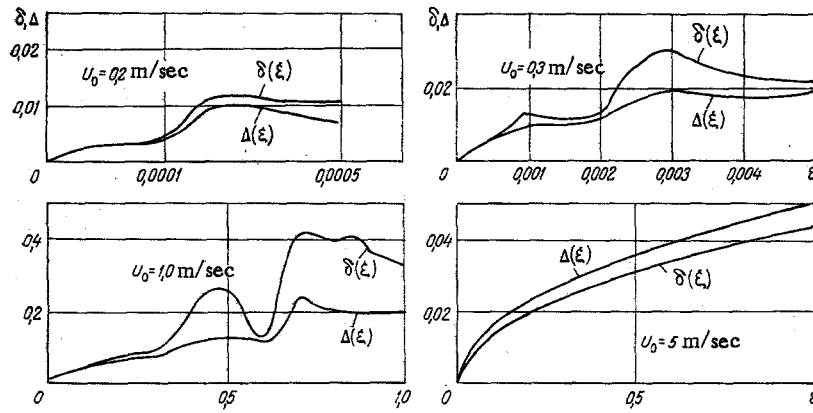 δ,Δ
0,02
0,01
0
U₀=0,2 m/sec
δ(ξ)
Δ(ξ)
0,0001
0,0005
0,02
0
U₀=0,3 m/sec
δ(ξ)
Δ(ξ)
0,001
0,002
0,003
0,004
ξ
0,4
0,2
0
U₀=1,0 m/sec
δ(ξ)
Δ(ξ)
0,5
1,0
0,04
0,02
0
Δ(ξ)
δ(ξ)
U₀=5 m/sec
0,5
ξ